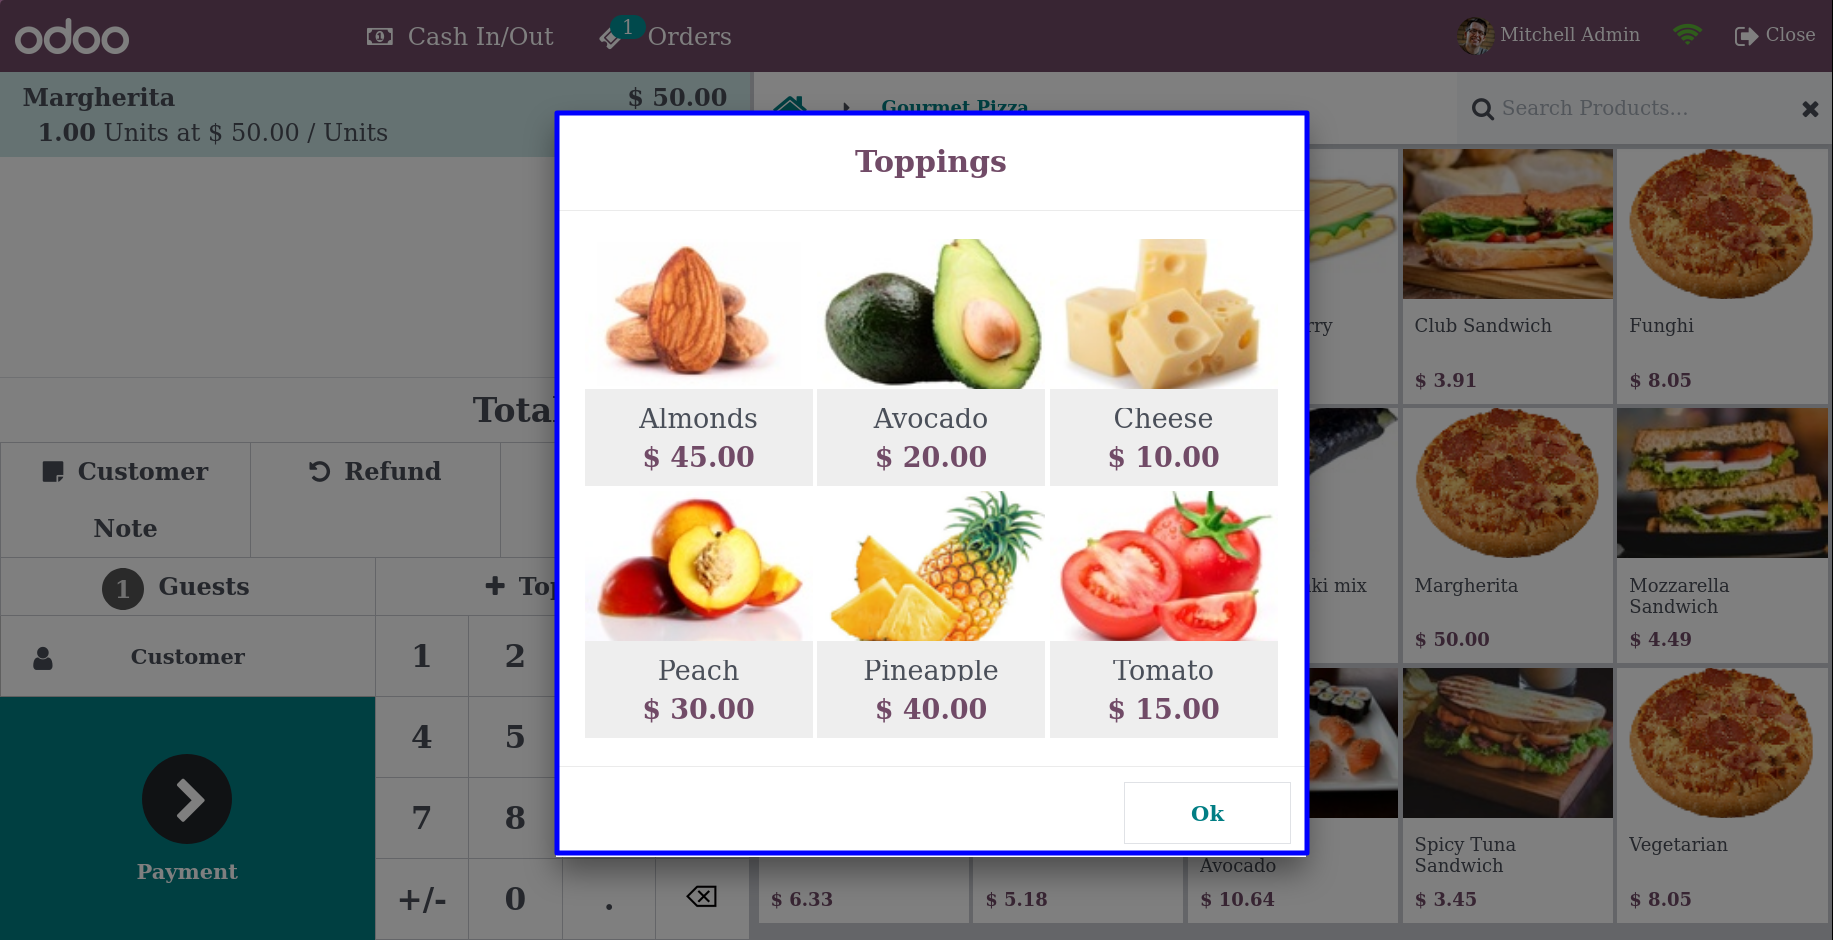 odoo
Cash In/Out
1
Orders
Mitchell Admin
Close
Margherita
$ 50.00
1.00 Units at $ 50.00 / Units
Gourmet Pizza
Search Products...
Toppings
Almonds
$ 45.00
Avocado
$ 20.00
Cheese
$ 10.00
Peach
$ 30.00
Pineapple
$ 40.00
Tomato
$ 15.00
Ok
Customer
Note
Refund
1 Guests
Customer
Payment
1
2
4
5
7
8
+/-
0
.
Club Sandwich
$ 3.91
Funghi
$ 8.05
Margherita
$ 50.00
Mozzarella
Sandwich
$ 4.49
mix
Avocado
$ 10.64
Spicy Tuna
Sandwich
$ 3.45
Vegetarian
$ 8.05
$ 6.33
$ 5.18